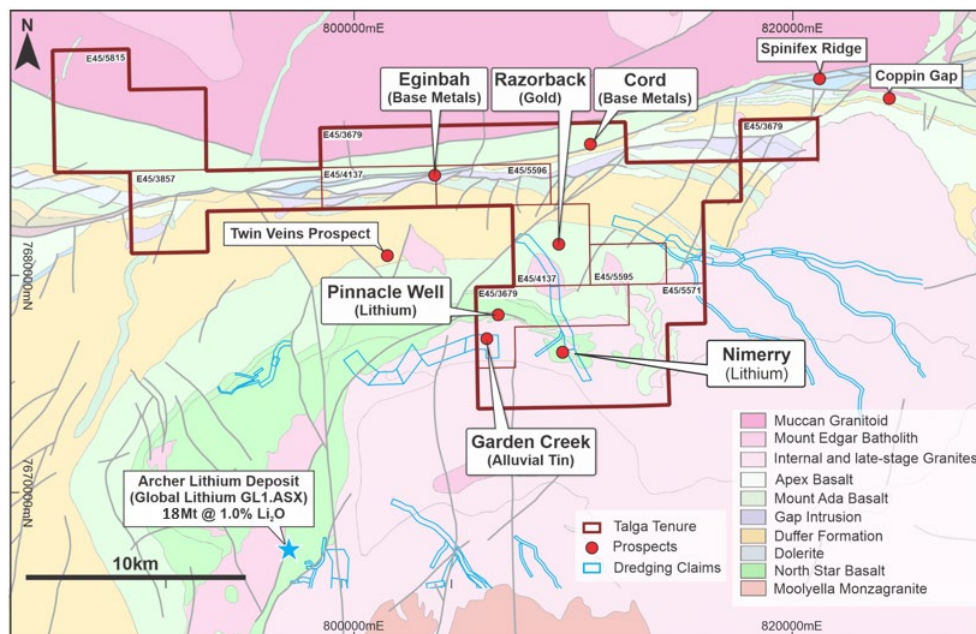 N
800000mE
820000mE
Spinifex Ridge
Coppin Gap
E45/5815
Eginbah
(Base Metals)
Razorback
(Gold)
Cord
(Base Metals)
E45/3679
E45/3679
E45/3857
E45/4137
E45/5596
Twin Veins Prospect
7680000mN
7680000mN
E45/4137
E45/5595
E45/3679
E45/5571
Pinnacle Well
(Lithium)
Nimerry
(Lithium)
Garden Creek
(Alluvial Tin)
Archer Lithium Deposit
(Global Lithium GL1.ASX)
18Mt @ 1.0% Li₂O
7670000mN
7670000mN
10km
Talga Tenure
Prospects
Dredging Claims
Muccan Granitoid
Mount Edgar Batholith
Internal and late-stage Granites
Apex Basalt
Mount Ada Basalt
Gap Intrusion
Duffer Formation
Dolerite
North Star Basalt
Moolyella Monzagranite
800000mE
820000mE